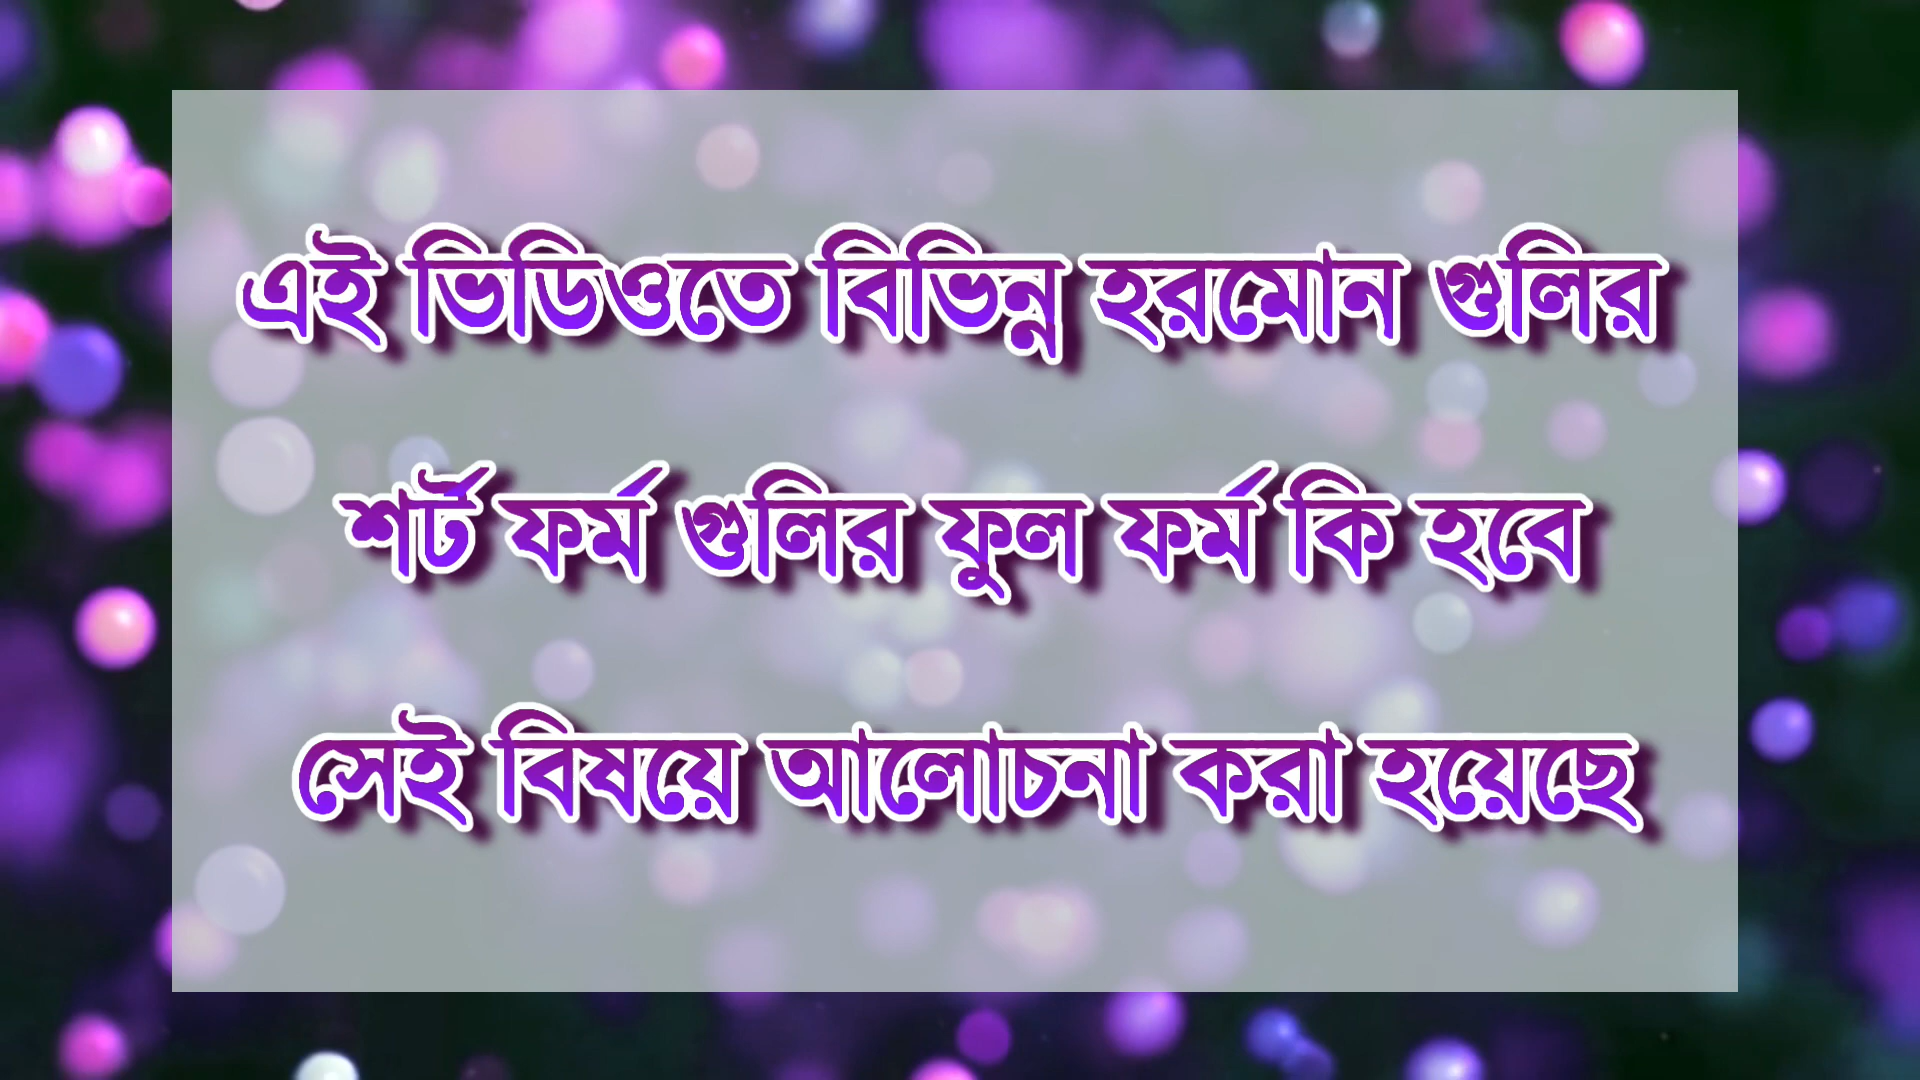 এই ভিডিওতে বিভিন্ন হরমোন গুলির
শর্ট ফর্ম গুলির ফুল ফর্ম কি হবে
সেই বিষয়ে আলোচনা করা হয়েছে